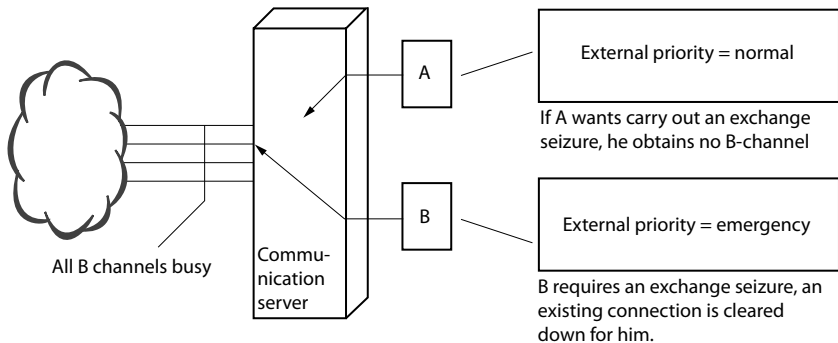 External priority = normal
A
If A wants carry out an exchange
seizure, he obtains no B-channel
B
External priority = emergency
All B channels busy
Commu-
nication
server
B requires an exchange seizure, an
existing connection is cleared
down for him.